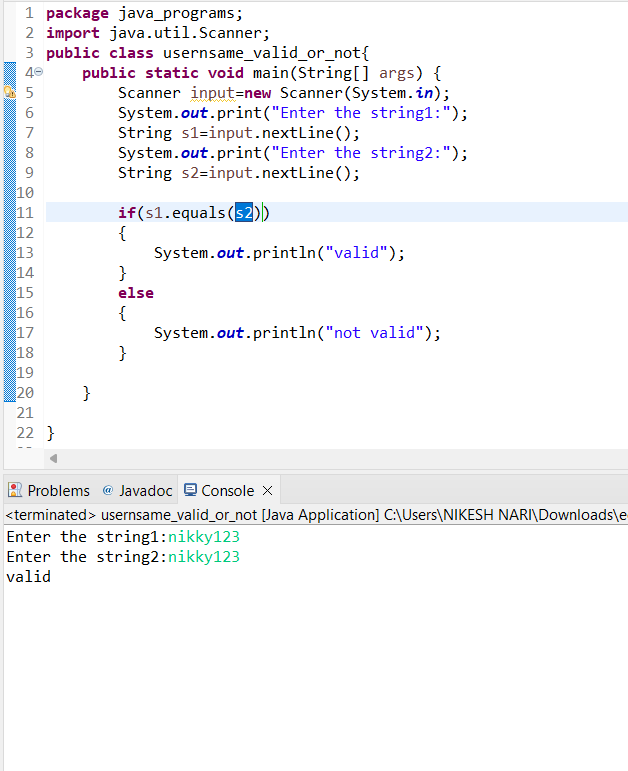 1 package java_programs;
2 import java.util.Scanner;
3 public class usernsame_valid_or_not{
4 public static void main(String[] args) {
5 Scanner input=new Scanner(System.in);
6 System.out.print("Enter the string1:");
7 String s1=input.nextLine();
8 System.out.print("Enter the string2:");
9 String s2=input.nextLine();
10
11 if(s1.equals(s2))
12 {
13 System.out.println("valid");
14 }
15 else
16 {
17 System.out.println("not valid");
18 }
19
20 }
21
22 }
Problems @ Javadoc Console
<terminated> usernsame_valid_or_not [Java Application] C:\Users\NIKESH NARI\Downloads\e
Enter the string1:nikky123
Enter the string2:nikky123
valid